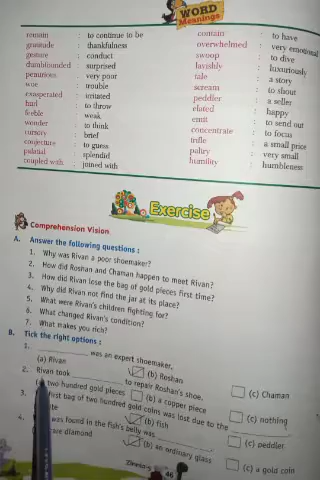 WORD
Meanings
remain : to continue to be
gratitude : thankfulness
gesture : conduct
dumbfounded : surprised
penurious : very poor
woe : trouble
exasperated : irritated
hurl : to throw
feeble : weak
wonder : to think
cursory : brief
conjecture : to guess
palatial : splendid
coupled with : joined with
contain : to have
overwhelmed : very emotional
swoop : to dive
lavishly : luxuriously
tale : a story
scream : to shout
peddler : a seller
elated : happy
emit : to send out
concentrate : to focus
trifle : a small price
paltry : very small
humility : humbleness
Exercise
Comprehension Vision
A. Answer the following questions :
1. Why was Rivan a poor shoemaker?
2. How did Roshan and Chaman happen to meet Rivan?
3. How did Rivan lose the bag of gold pieces first time?
4. Why did Rivan not find the jar at its place?
5. What were Rivan's children fighting for?
6. What changed Rivan's condition?
7. What makes you rich?
B. Tick the right options :
1. ____________ was an expert shoemaker.
(a) Rivan (b) Roshan (c) Chaman
2. Rivan took ____________ to repair Roshan's shoe.
two hundred gold pieces (b) a copper piece (c) nothing
3. first bag of two hundred gold coins was lost due to the ____________.
(b) fish (c) peddler
4. was found in the fish's belly was ____________.
diamond (b) an ordinary glass (c) a gold coin
46